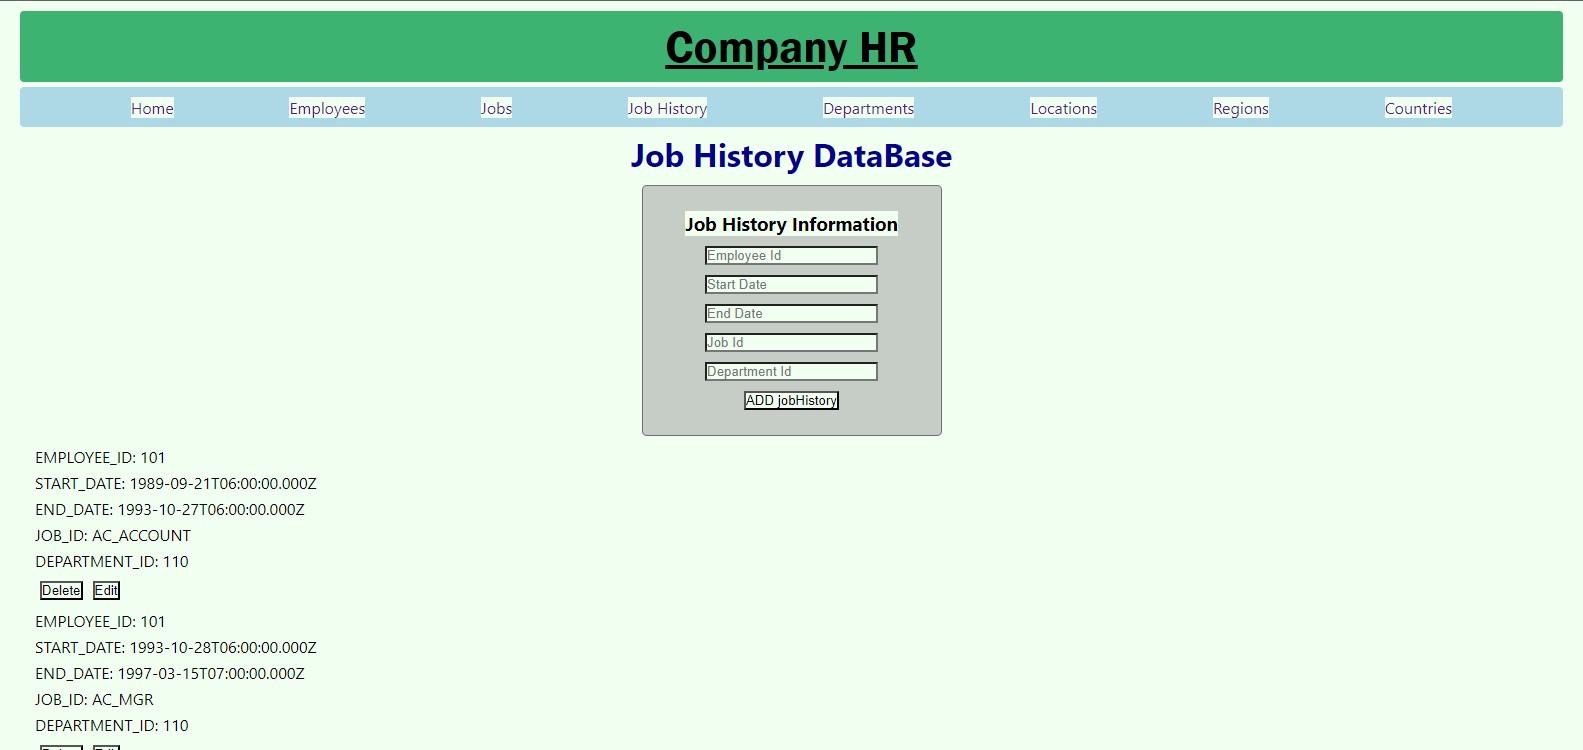 Company HR
Home Employees Jobs Job History Departments Locations Regions Countries
Job History DataBase
Job History Information
Employee Id
Start Date
End Date
Job Id
Department Id
ADD jobHistory
EMPLOYEE_ID: 101
START_DATE: 1989-09-21T06:00:00.000Z
END_DATE: 1993-10-27T06:00:00.000Z
JOB_ID: AC_ACCOUNT
DEPARTMENT_ID: 110
Delete Edit
EMPLOYEE_ID: 101
START_DATE: 1993-10-28T06:00:00.000Z
END_DATE: 1997-03-15T07:00:00.000Z
JOB_ID: AC_MGR
DEPARTMENT_ID: 110